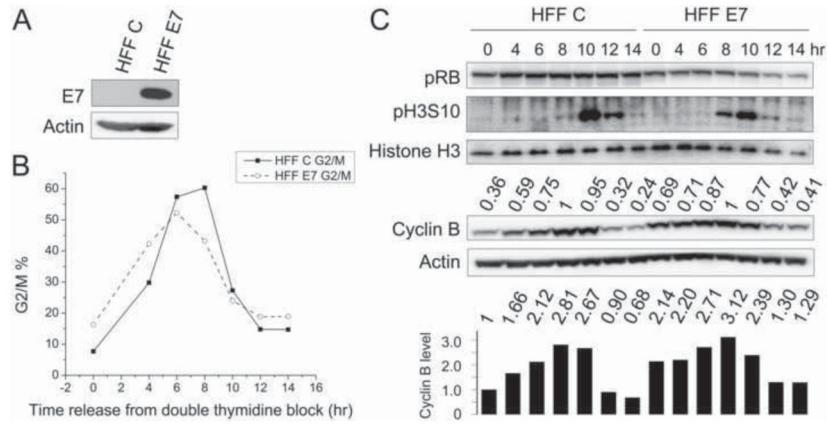 A
HFF C
HFF E7
E7
Actin
B
HFF C G2/M
HFF E7 G2/M
60
50
40
30
20
10
0
G2/M %
-2 0 2 4 6 8 10 12 14 16
Time release from double thymidine block (hr)
C
HFF C HFF E7
0 4 6 8 10 12 14 0 4 6 8 10 12 14 hr
pRB
pH3S10
Histone H3
0.36 0.59 0.75 1 0.95 0.32 0.24 0.69 0.71 0.87 1 0.77 0.42 0.41
Cyclin B
Actin
1 1.66 2.12 2.81 2.67 0.90 0.68 2.14 2.20 2.71 3.12 2.39 1.30 1.29
Cyclin B level
3.0
2.0
1.0
0